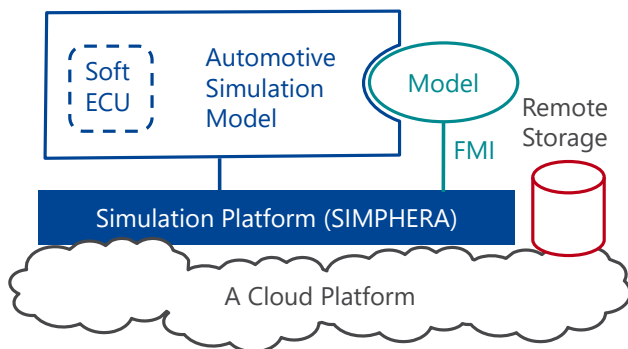 Soft
ECU
Automotive
Simulation
Model
Model
FMI
Remote
Storage
Simulation Platform (SIMPHERA)
A Cloud Platform